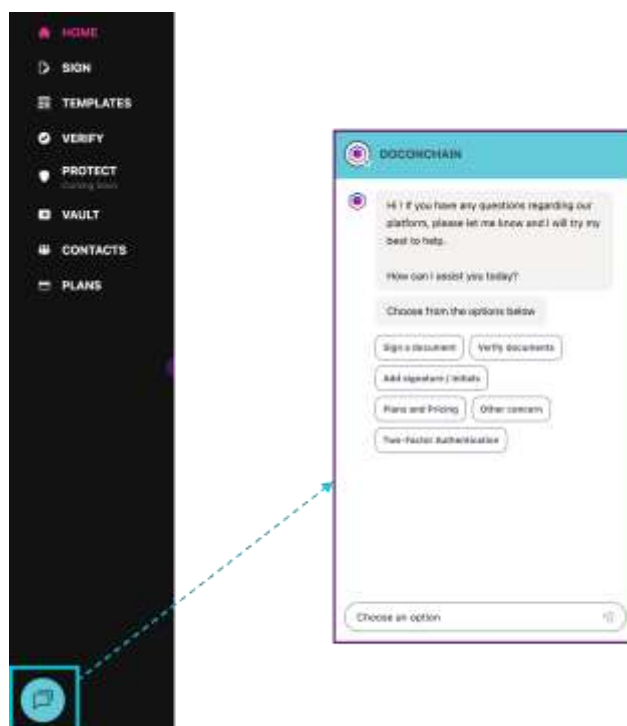 HOME
SIGN
TEMPLATES
VERIFY
PROTECT
Coming Soon
VAULT
CONTACTS
PLANS
DOCONCHAIN
Hi ! If you have any questions regarding our
platform, please let me know and I will try my
best to help.
How can I assist you today?
Choose from the options below
Sign a document
Verify documents
Add signature / initials
Plans and Pricing
Other concern
Two-Factor Authentication
Choose an option